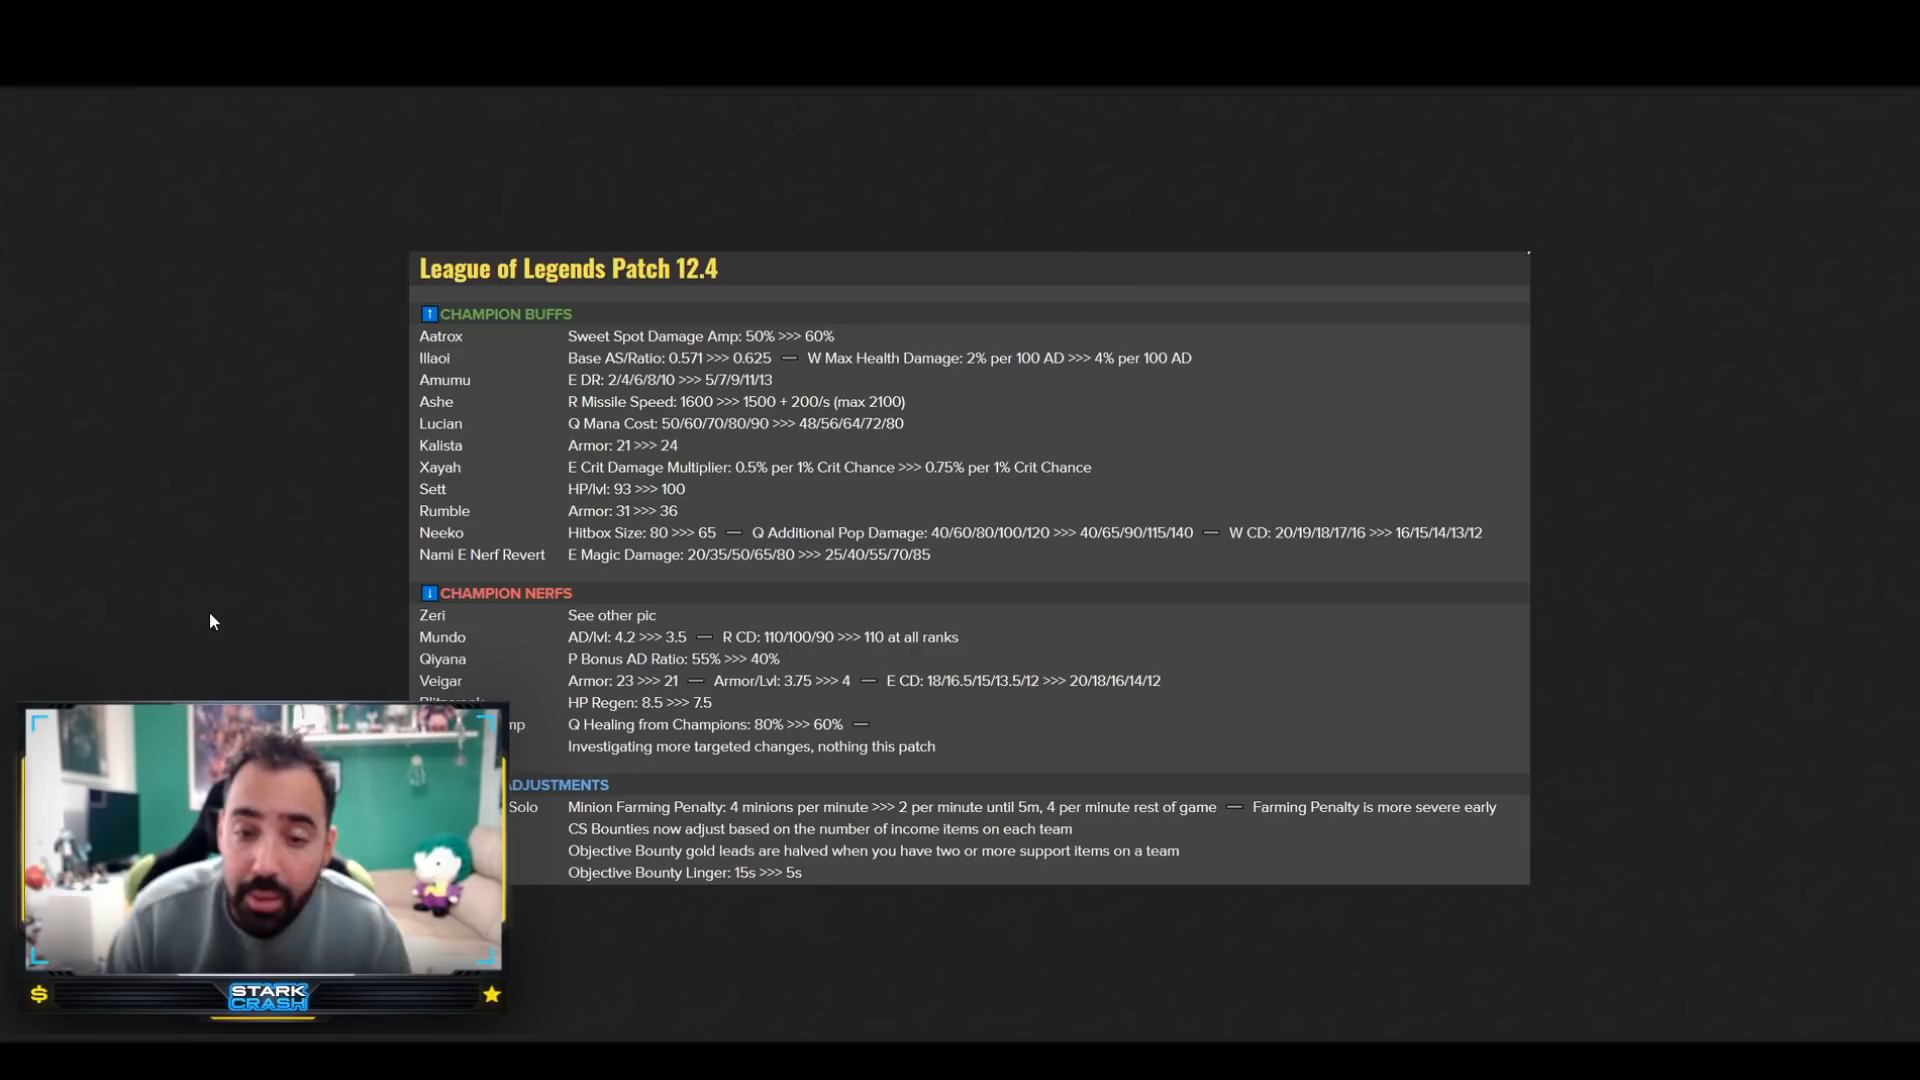 League of Legends Patch 12.4
↑ CHAMPION BUFFS
Aatrox Sweet Spot Damage Amp: 50% >>> 60%
Illaoi Base AS/Ratio: 0.571 >>> 0.625 — W Max Health Damage: 2% per 100 AD >>> 4% per 100 AD
Amumu E DR: 2/4/6/8/10 >>> 5/7/9/11/13
Ashe R Missile Speed: 1600 >>> 1500 + 200/s (max 2100)
Lucian Q Mana Cost: 50/60/70/80/90 >>> 48/56/64/72/80
Kalista Armor: 21 >>> 24
Xayah E Crit Damage Multiplier: 0.5% per 1% Crit Chance >>> 0.75% per 1% Crit Chance
Sett HP/lvl: 93 >>> 100
Rumble Armor: 31 >>> 36
Neeko Hitbox Size: 80 >>> 65 — Q Additional Pop Damage: 40/60/80/100/120 >>> 40/65/90/115/140 — W CD: 20/19/18/17/16 >>> 16/15/14/13/12
Nami E Nerf Revert E Magic Damage: 20/35/50/65/80 >>> 25/40/55/70/85
↓ CHAMPION NERFS
Zeri See other pic
Mundo AD/lvl: 4.2 >>> 3.5 — R CD: 110/100/90 >>> 110 at all ranks
Qiyana P Bonus AD Ratio: 55% >>> 40%
Veigar Armor: 23 >>> 21 — Armor/Lvl: 3.75 >>> 4 — E CD: 18/16.5/15/13.5/12 >>> 20/18/16/14/12
HP Regen: 8.5 >>> 7.5
mp Q Healing from Champions: 80% >>> 60% —
Investigating more targeted changes, nothing this patch
ADJUSTMENTS
Solo Minion Farming Penalty: 4 minions per minute >>> 2 per minute until 5m, 4 per minute rest of game — Farming Penalty is more severe early
CS Bounties now adjust based on the number of income items on each team
Objective Bounty gold leads are halved when you have two or more support items on a team
Objective Bounty Linger: 15s >>> 5s
$ STARK
CRASH